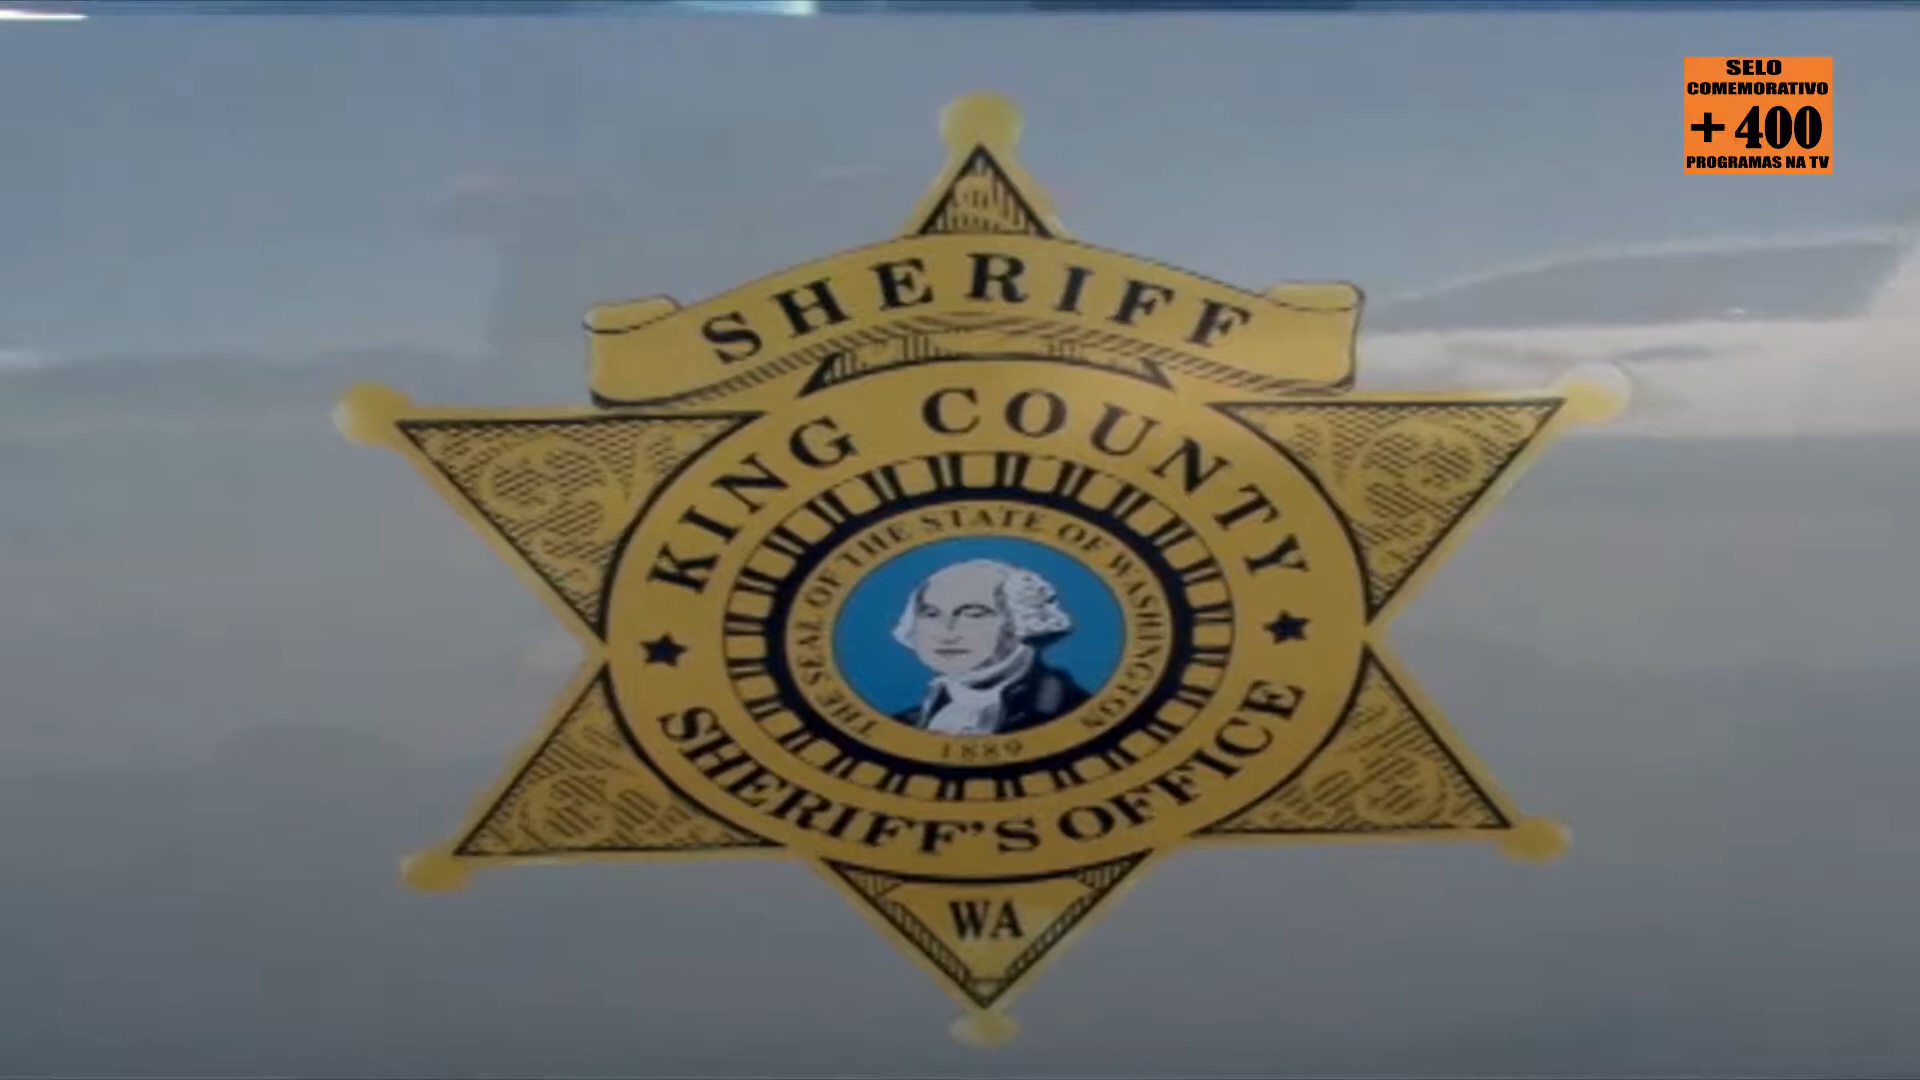 SELO
COMEMORATIVO
+ 400
PROGRAMAS NA TV
SHERIFF
KING COUNTY
THE SEAL OF THE STATE OF WASHINGTON
1889
SHERIFF'S OFFICE
WA